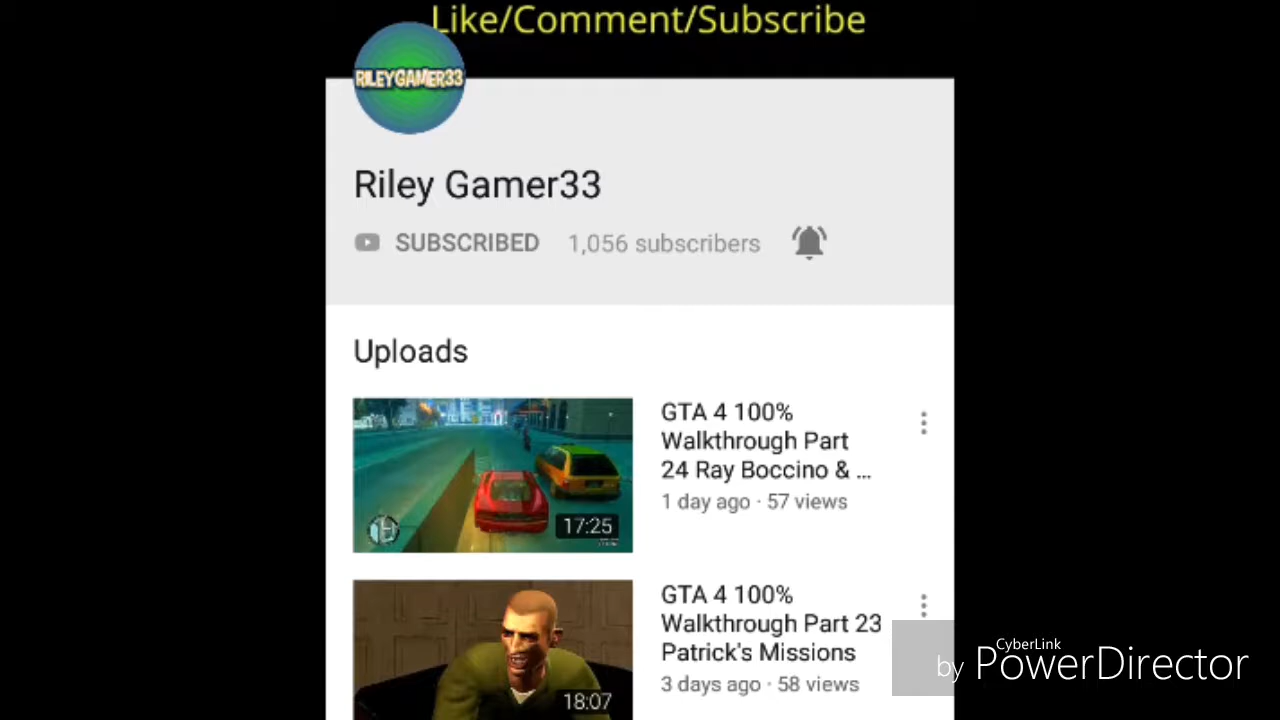 Like/Comment/Subscribe
RILEYGAMER33
Riley Gamer33
SUBSCRIBED 1,056 subscribers
Uploads
GTA 4 100%
Walkthrough Part
24 Ray Boccino & ...
1 day ago · 57 views
17:25
GTA 4 100%
Walkthrough Part 23
Patrick's Missions
3 days ago · 58 views
18:07
CyberLink
by PowerDirector